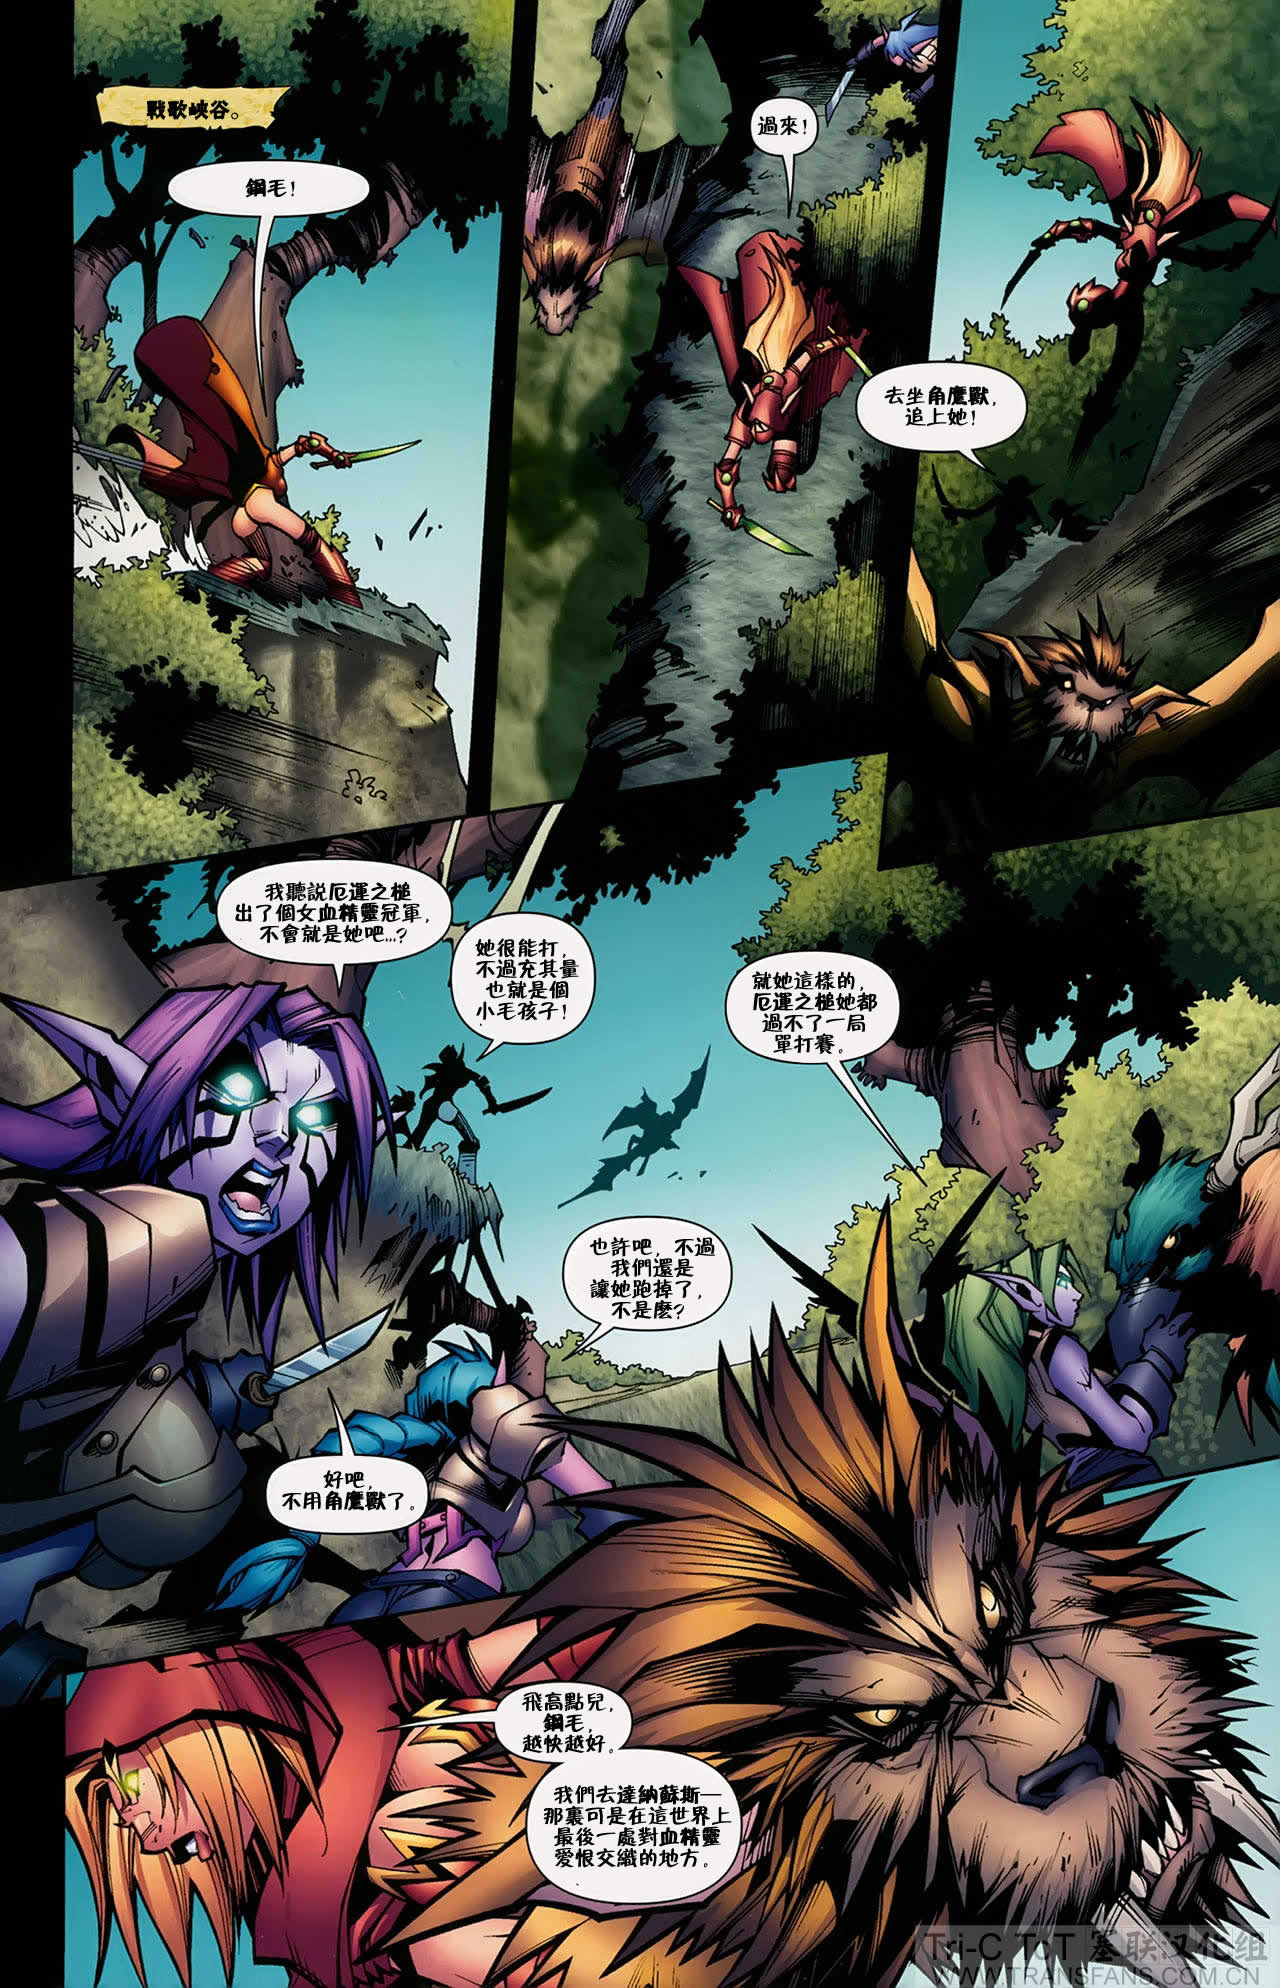 戰歌峽谷。
鋼毛!
過來!
去坐角鷹獸,
追上她!
我聽説厄運之槌
出了個女血精靈冠軍,
不會就是她吧...?
她很能打,
不過充其量
也就是個
小毛孩子!
就她這樣的,
厄運之槌她都
過不了一局
單打賽。
也許吧, 不過
我們還是
讓她跑掉了,
不是麼?
好吧,
不用角鷹獸了。
飛高點兒,
鋼毛,
越快越好。
我們去達納蘇斯—
那裏可是在這世界上
最後一處對血精靈
愛恨交織的地方。
Tri-C TcT 塞联汉化组
WWW.TRANSFANS.COM.CN